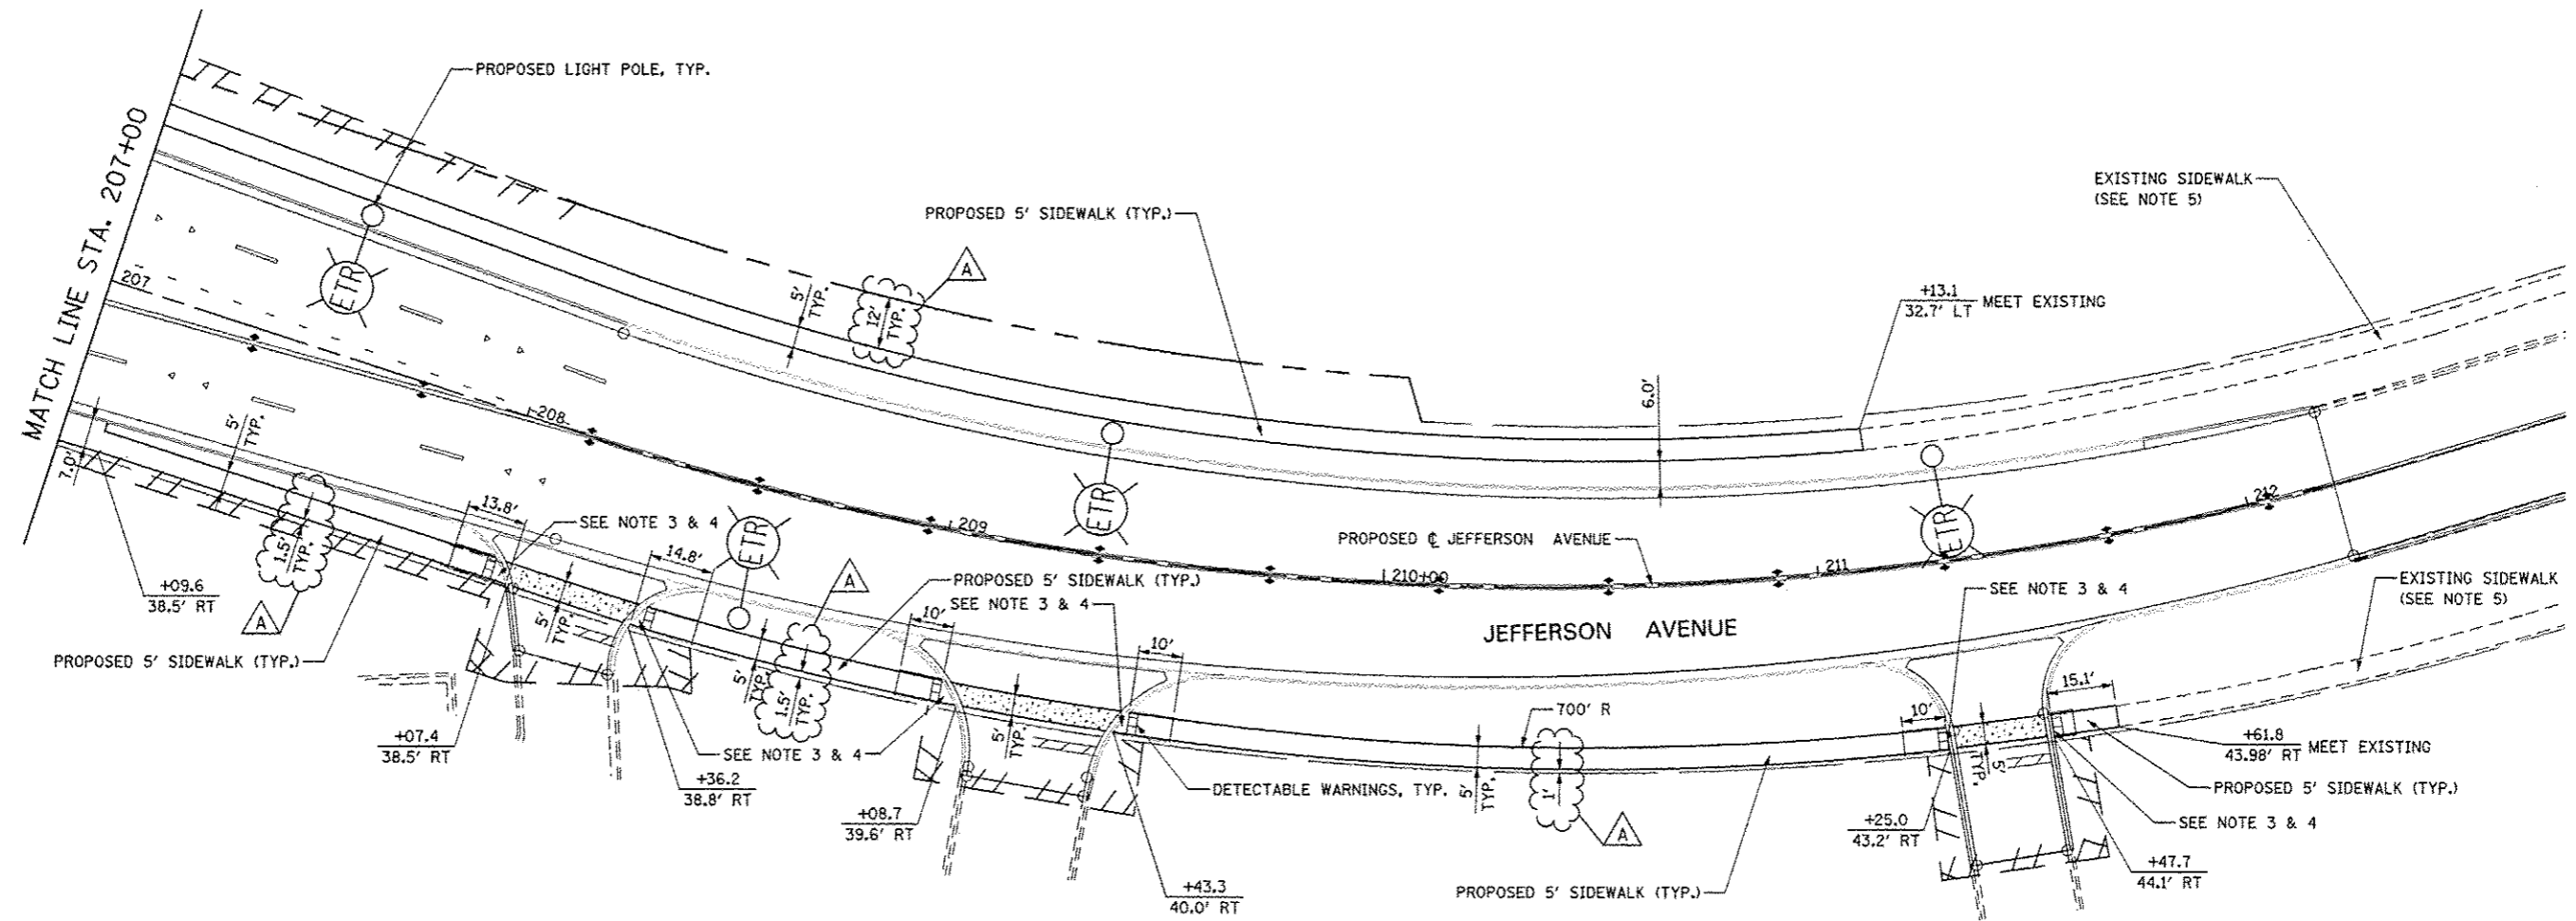 PROPOSED LIGHT POLE, TYP.
MATCH LINE STA. 207+00
207
ETR
5'
TYP.
12'
TYP.
A
PROPOSED 5' SIDEWALK (TYP.)
EXISTING SIDEWALK
(SEE NOTE 5)
+13.1
32.7' LT
MEET EXISTING
6.0'
208
5'
TYP.
7.0'
1.5'
TYP.
A
+09.6
38.5' RT
PROPOSED 5' SIDEWALK (TYP.)
13.8'
SEE NOTE 3 & 4
14.8'
ETR
5'
TYP.
+07.4
38.5' RT
+36.2
38.8' RT
SEE NOTE 3 & 4
5'
TYP.
1.5'
TYP.
A
209
ETR
PROPOSED 5' SIDEWALK (TYP.)
SEE NOTE 3 & 4
10'
10'
5'
TYP.
+08.7
39.6' RT
+43.3
40.0' RT
DETECTABLE WARNINGS, TYP.
210+00
PROPOSED ℄ JEFFERSON AVENUE
211
ETR
212
JEFFERSON AVENUE
700' R
5'
TYP.
1'
A
PROPOSED 5' SIDEWALK (TYP.)
10'
SEE NOTE 3 & 4
15.1'
5'
TYP.
+25.0
43.2' RT
EXISTING SIDEWALK
(SEE NOTE 5)
+61.8
43.98' RT
MEET EXISTING
PROPOSED 5' SIDEWALK (TYP.)
SEE NOTE 3 & 4
+47.7
44.1' RT